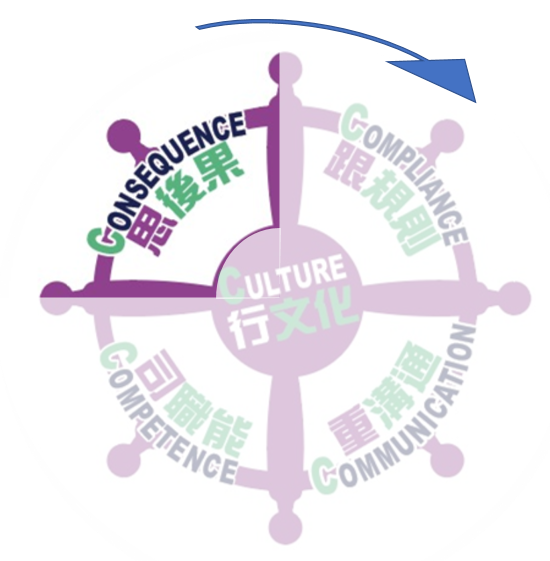 CONSEQUENCE
思後果
COMPLIANCE
跟規則
CULTURE
行文化
司職能
COMPETENCE
重溝通
COMMUNICATION